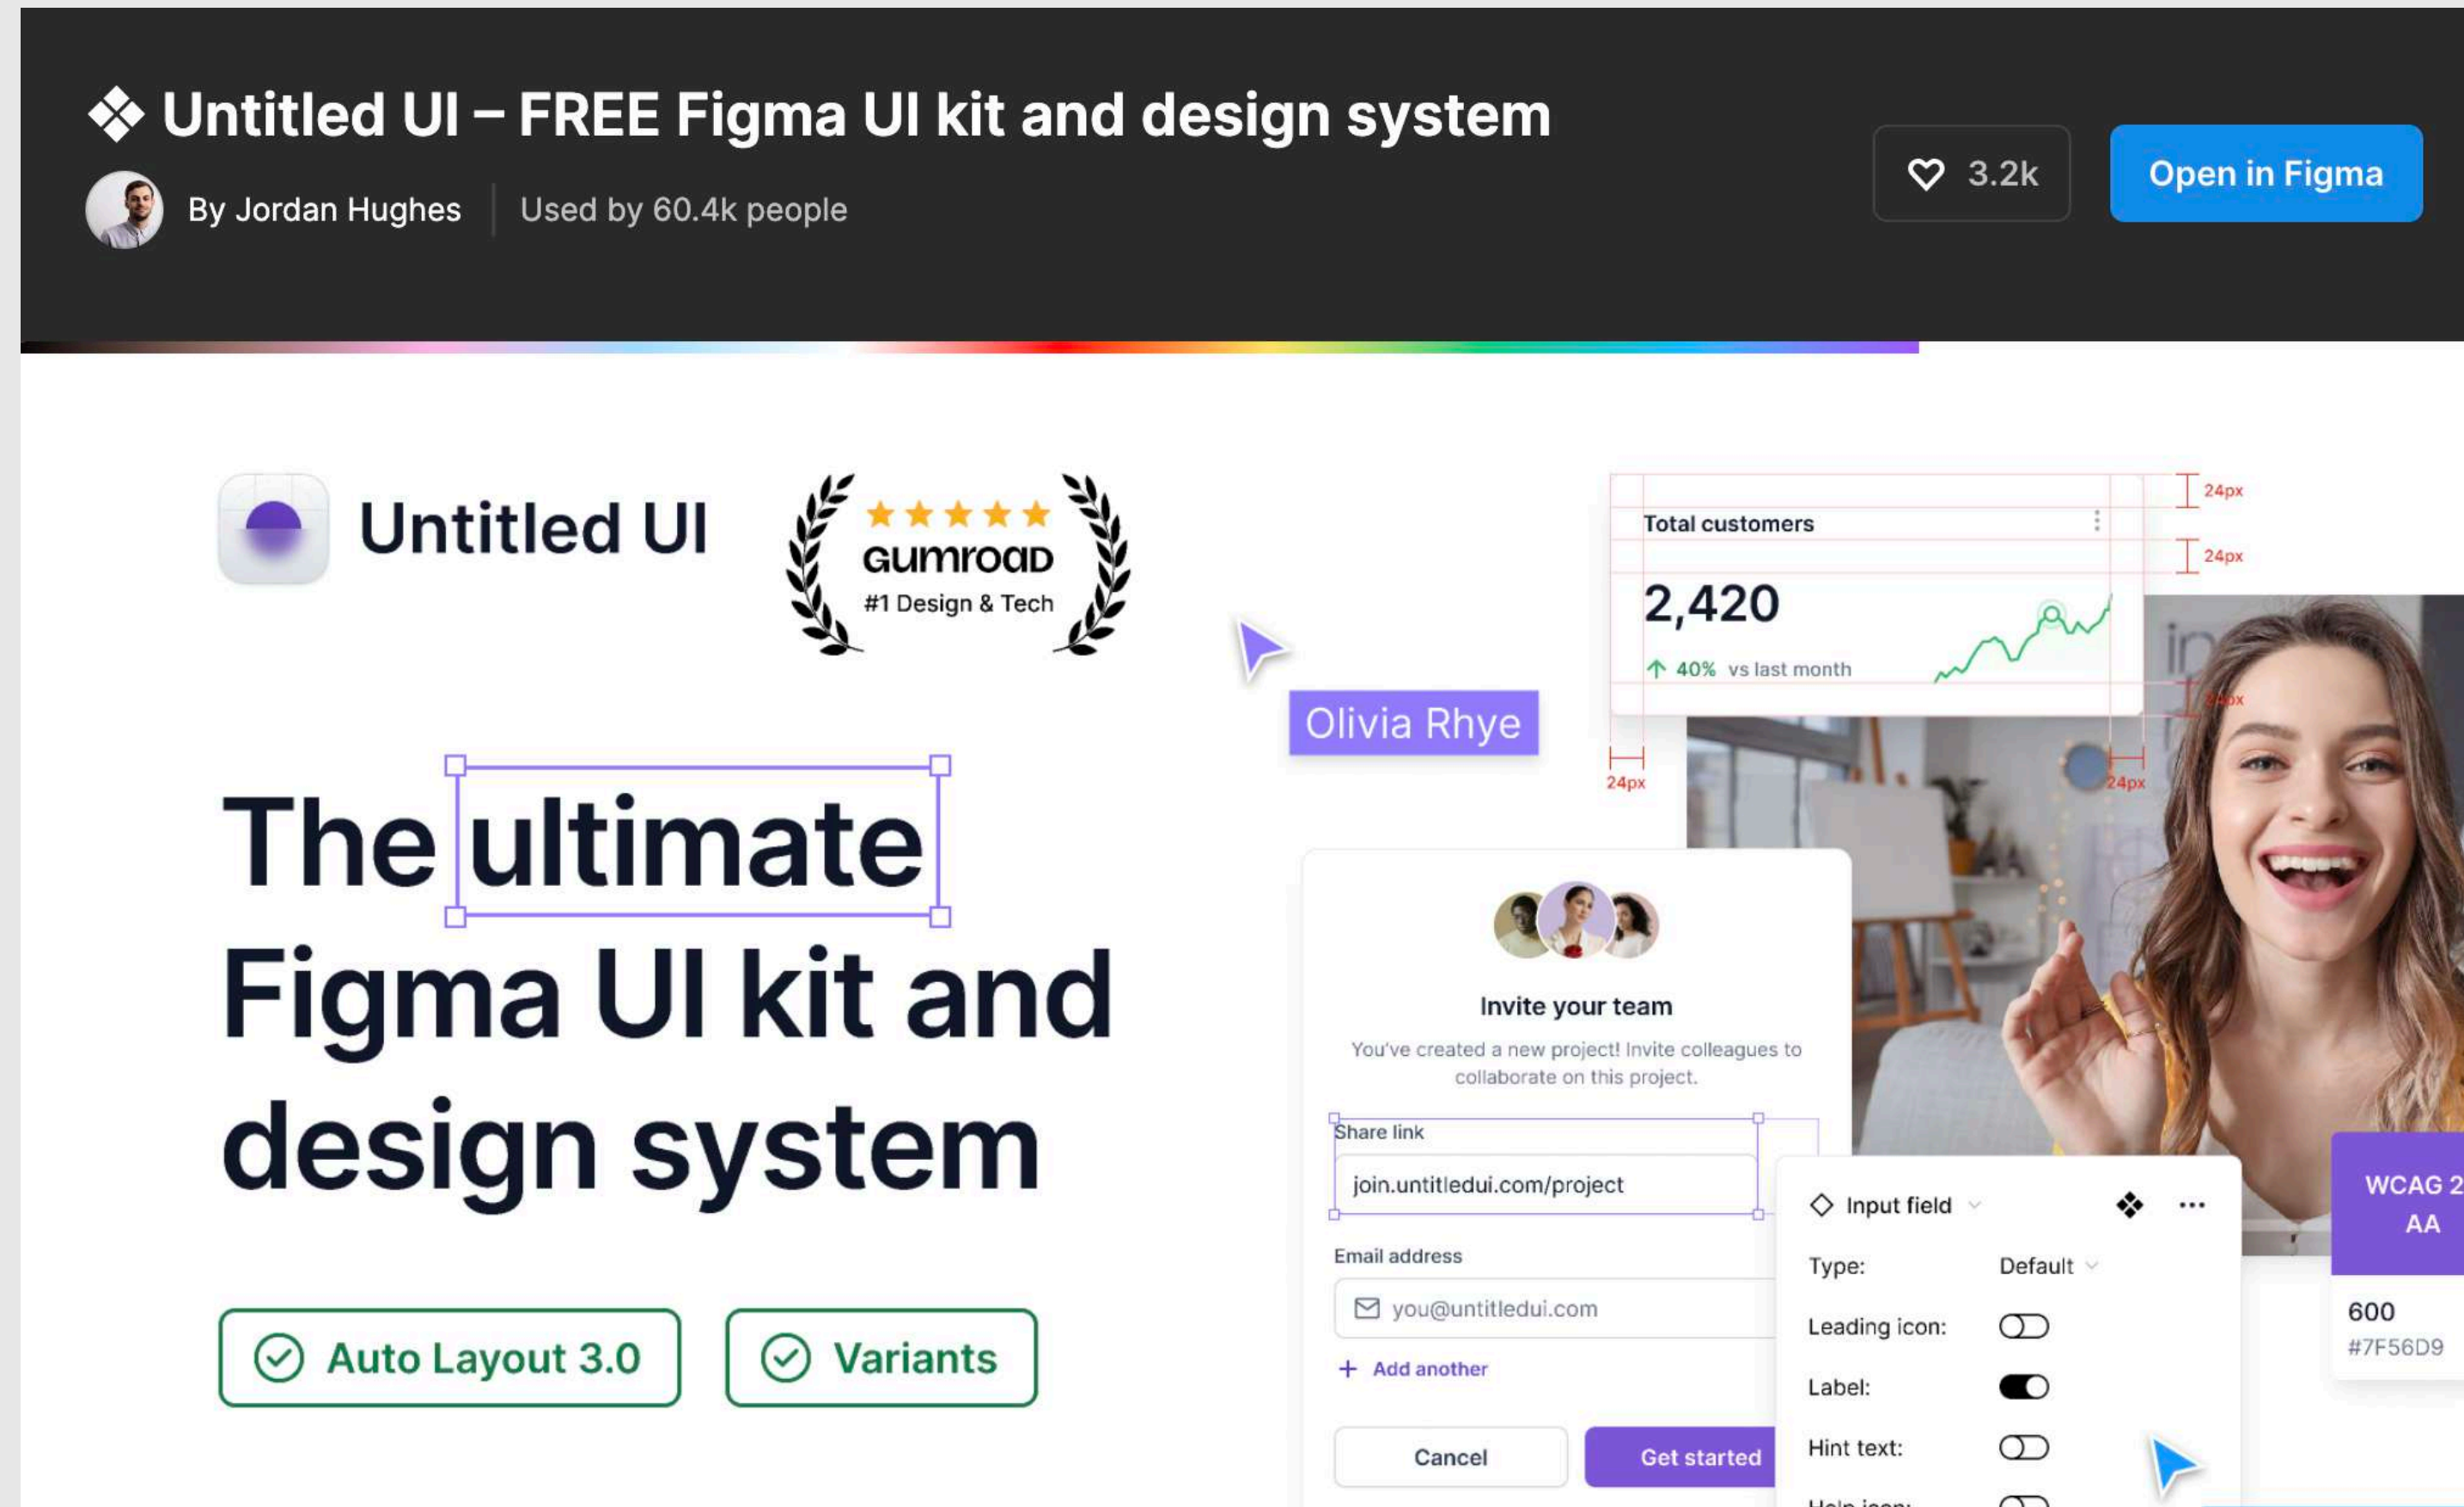 Untitled UI – FREE Figma UI kit and design system
By Jordan Hughes
Used by 60.4k people
3.2k
Open in Figma
Untitled UI
GUMROAD
#1 Design & Tech
The ultimate
Figma UI kit and
design system
Auto Layout 3.0
Variants
Olivia Rhye
Total customers
2,420
40% vs last month
24px
24px
24px
24px
24px
Invite your team
You've created a new project! Invite colleagues to
collaborate on this project.
Share link
join.untitledui.com/project
Email address
you@untitledui.com
+ Add another
Cancel
Get started
Input field
Type: Default
Leading icon:
Label:
Hint text:
WCAG 2
AA
600
#7F56D9